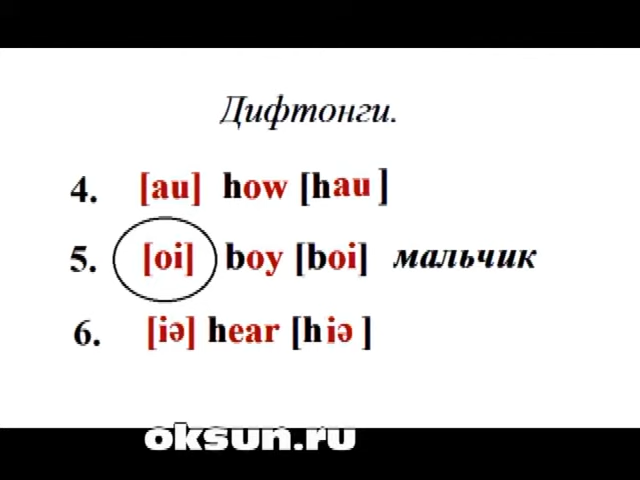 Дифтонги.
4. [au] how [hau]
5. [oi] boy [boi] мальчик
6. [iə] hear [hiə]
oksun.ru